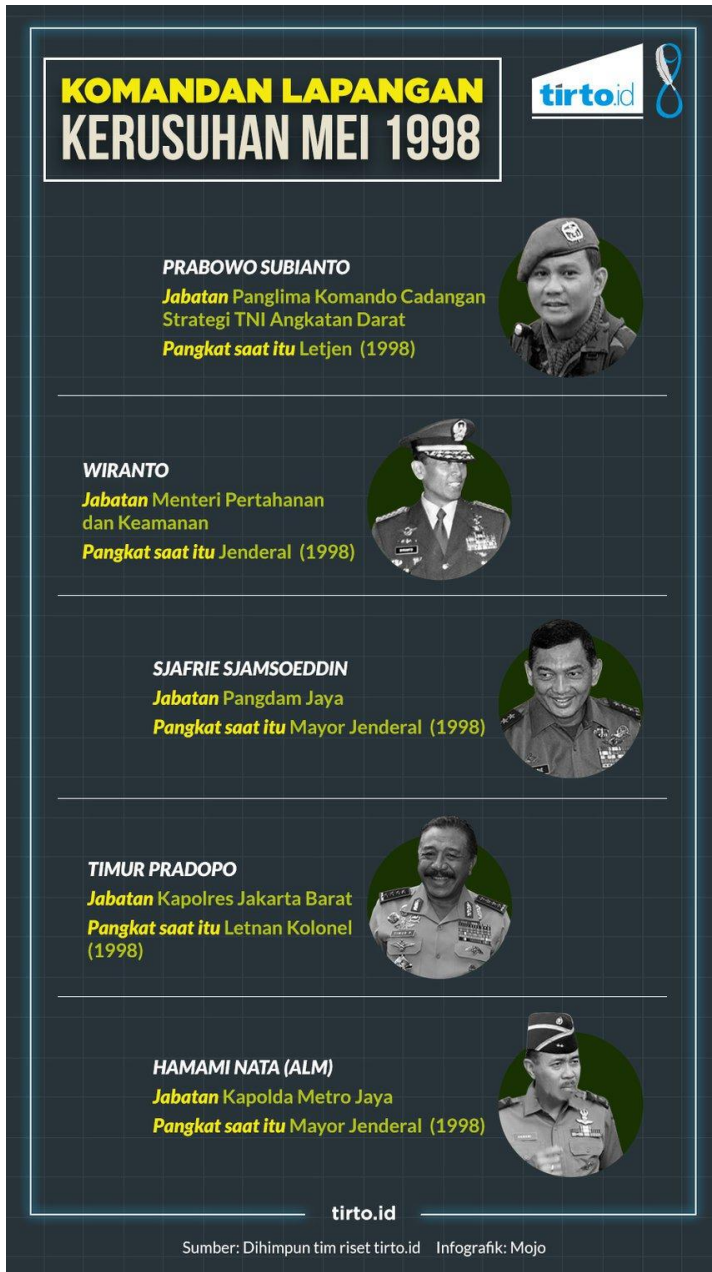 KOMANDAN LAPANGAN
KERUSUHAN MEI 1998
tirto.id
PRABOWO SUBIANTO
Jabatan Panglima Komando Cadangan
Strategi TNI Angkatan Darat
Pangkat saat itu Letjen (1998)
WIRANTO
Jabatan Menteri Pertahanan
dan Keamanan
Pangkat saat itu Jenderal (1998)
SJAFRIE SJAMSOEDDIN
Jabatan Pangdam Jaya
Pangkat saat itu Mayor Jenderal (1998)
TIMUR PRADOPO
Jabatan Kapolres Jakarta Barat
Pangkat saat itu Letnan Kolonel
(1998)
HAMAMI NATA (ALM)
Jabatan Kapolda Metro Jaya
Pangkat saat itu Mayor Jenderal (1998)
tirto.id
Sumber: Dihimpun tim riset tirto.id Infografik: Mojo